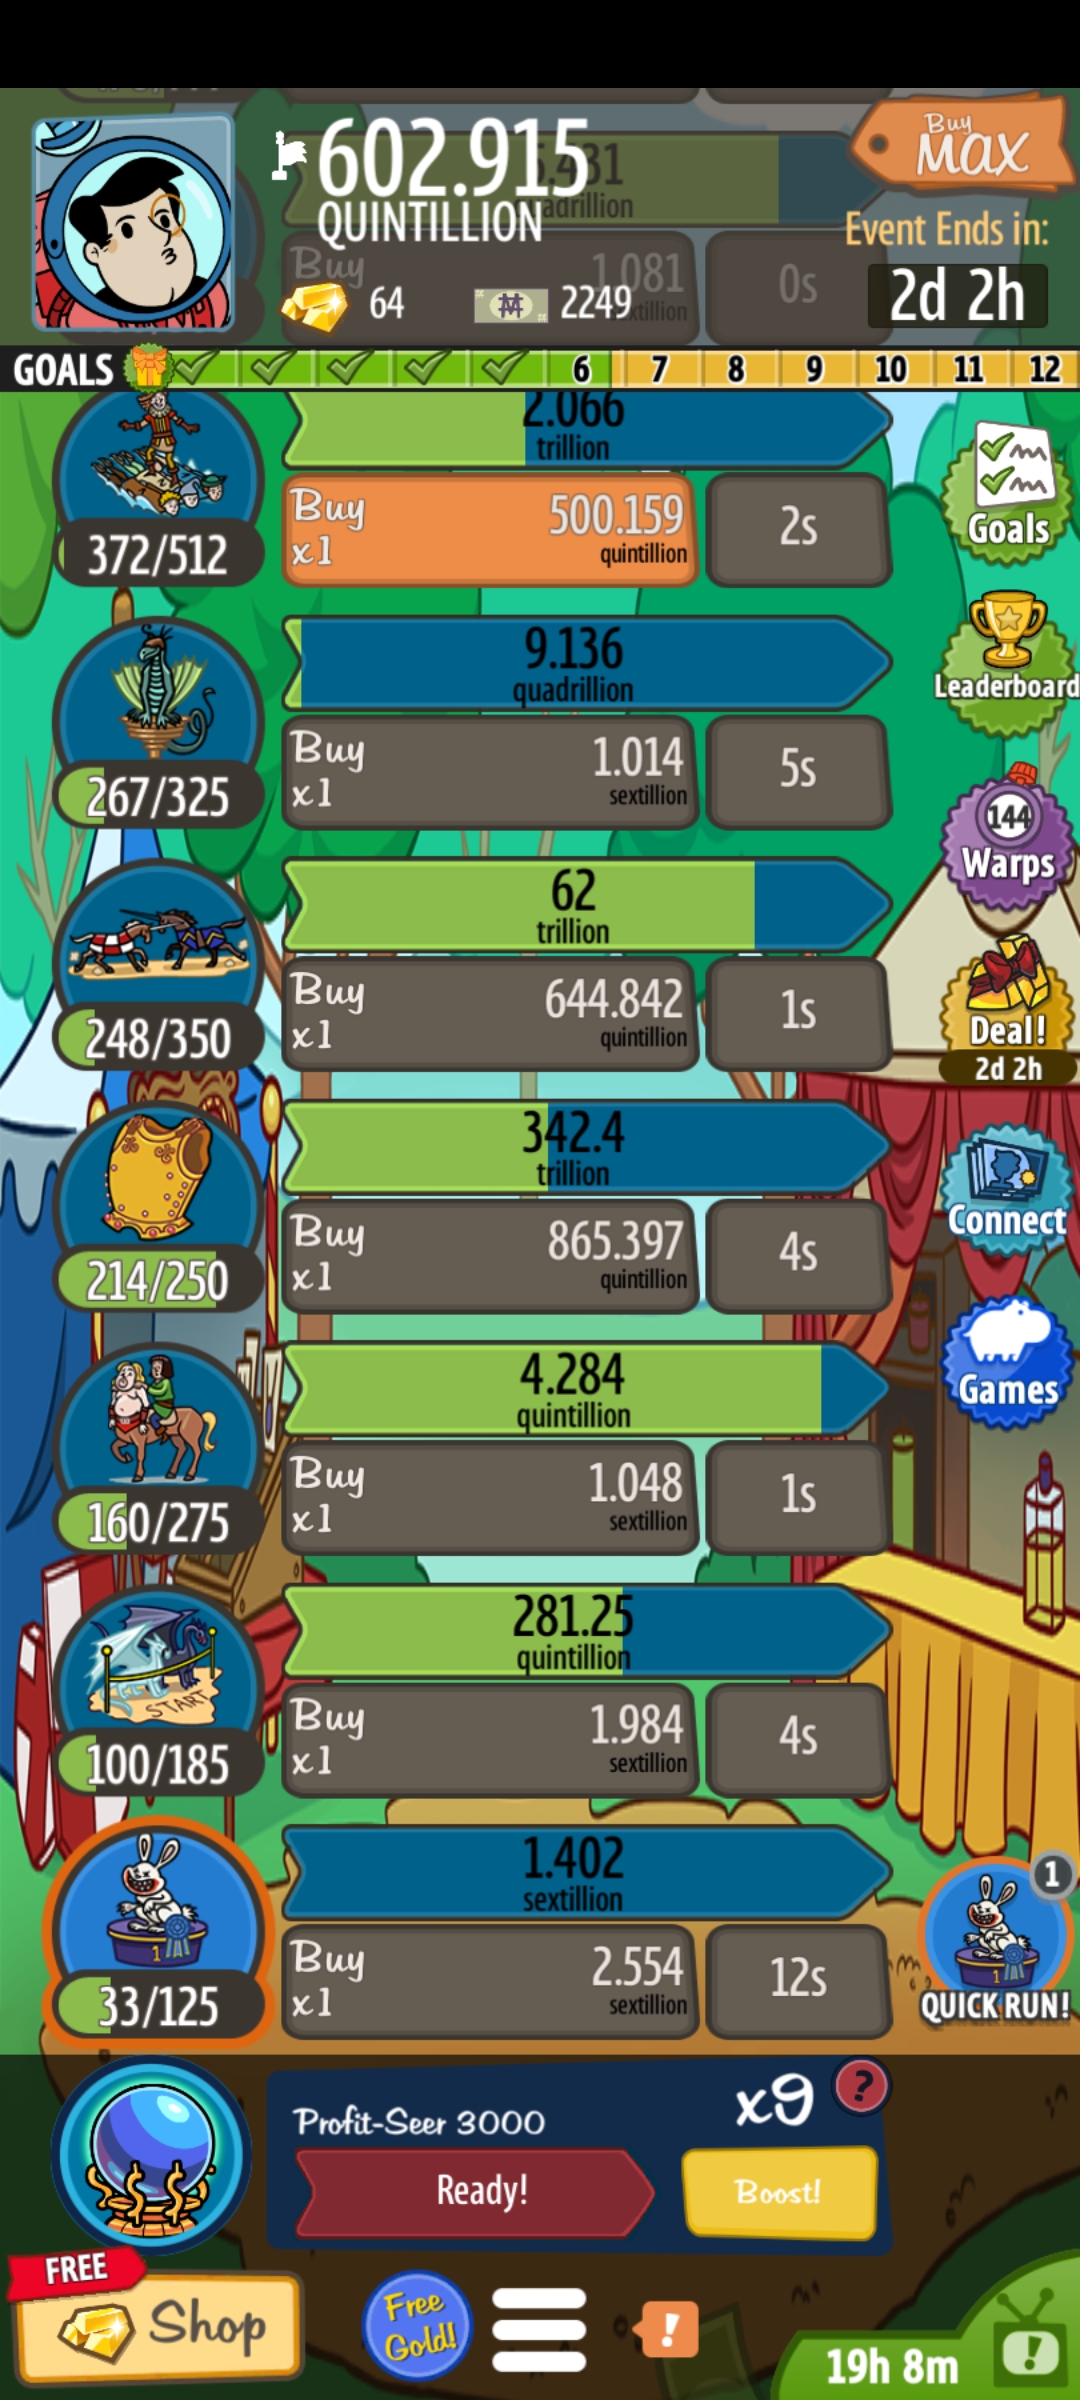 602.915
QUINTILLION
Buy
MAX
Event Ends in:
2d 2h
64
2249
Buy
1.081
0s
GOALS
6 7 8 9 10 11 12
2.066
trillion
Buy
x1
500.159
quintillion
2s
372/512
Goals
9.136
quadrillion
Buy
x1
1.014
sextillion
5s
267/325
Leaderboard
62
trillion
Buy
x1
644.842
quintillion
1s
248/350
144
Warps
Deal!
2d 2h
342.4
trillion
Buy
x1
865.397
quintillion
4s
214/250
Connect
4.284
quintillion
Buy
x1
1.048
sextillion
1s
160/275
Games
281.25
quintillion
START
Buy
x1
1.984
sextillion
4s
100/185
1.402
sextillion
1
Buy
x1
2.554
sextillion
12s
33/125
1
1
QUICK RUN!
Profit-Seer 3000
x9
?
Ready!
Boost!
FREE
Shop
Free
Gold!
!
19h 8m
!